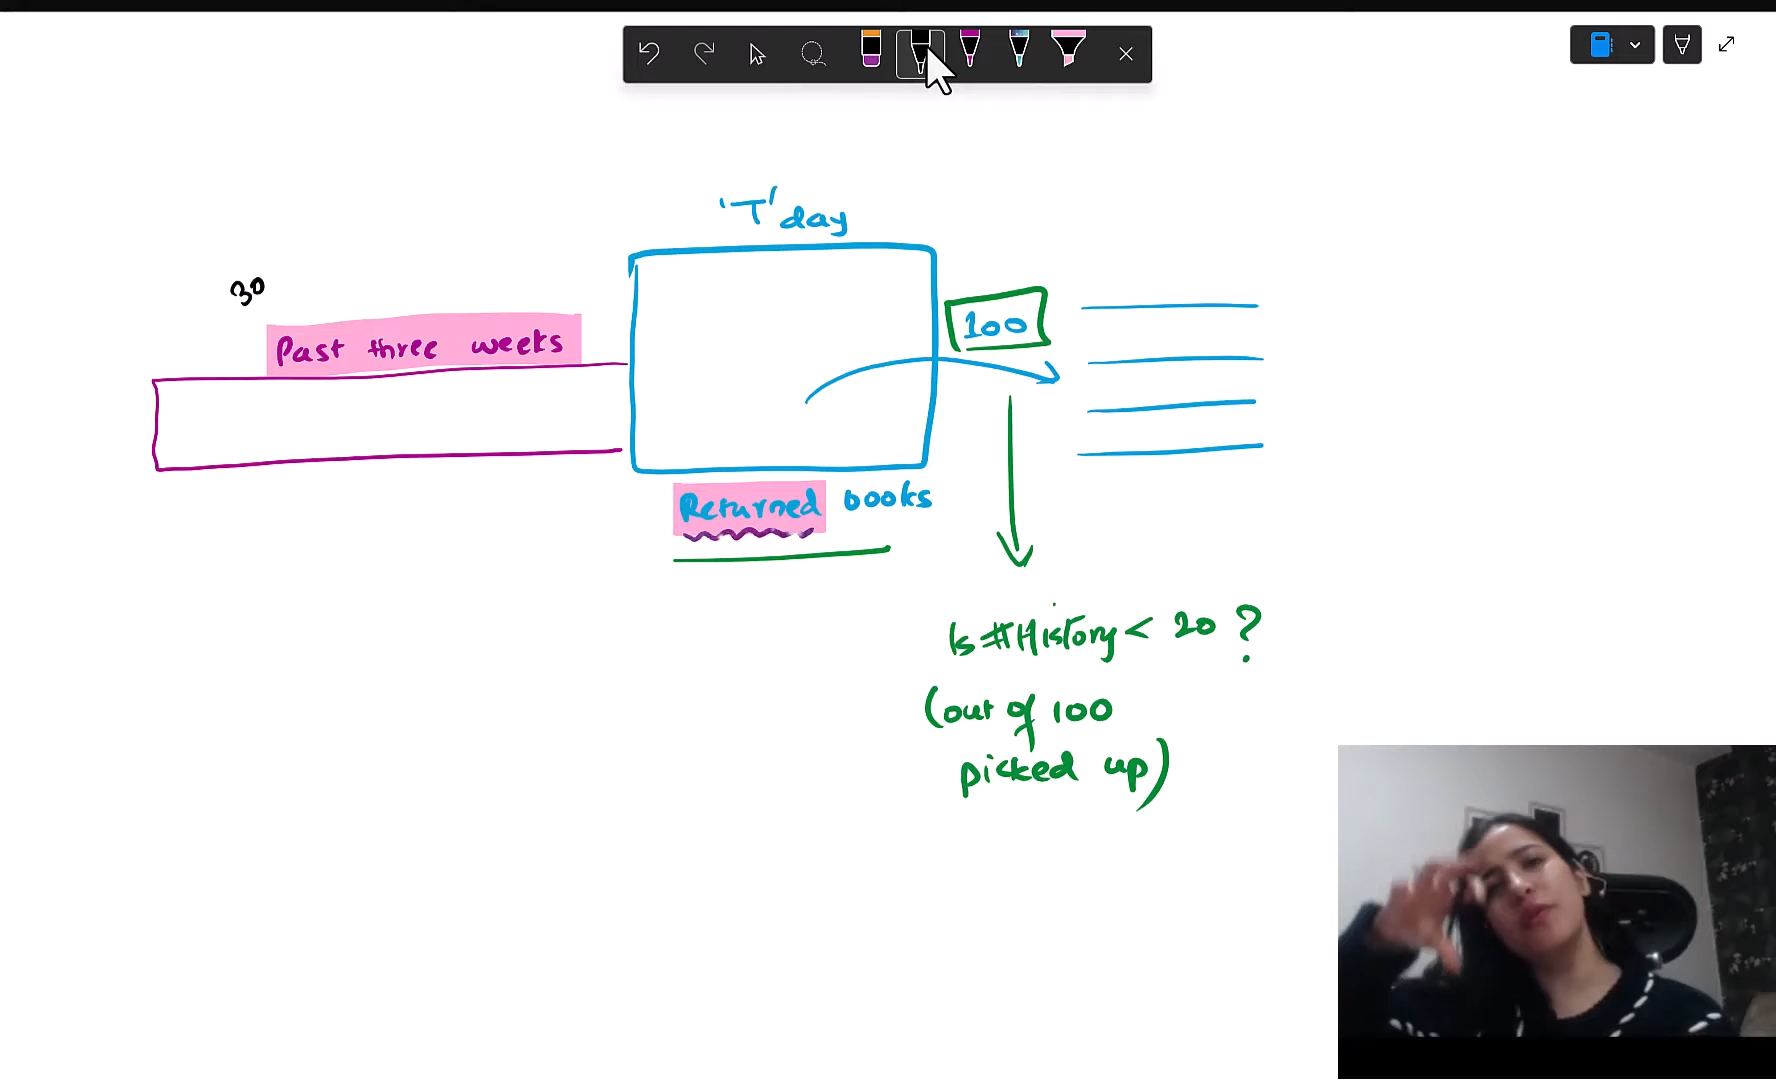 'T' day
30
Past three weeks
100
Returned books
Is #History < 20 ?
(out of 100
picked up)